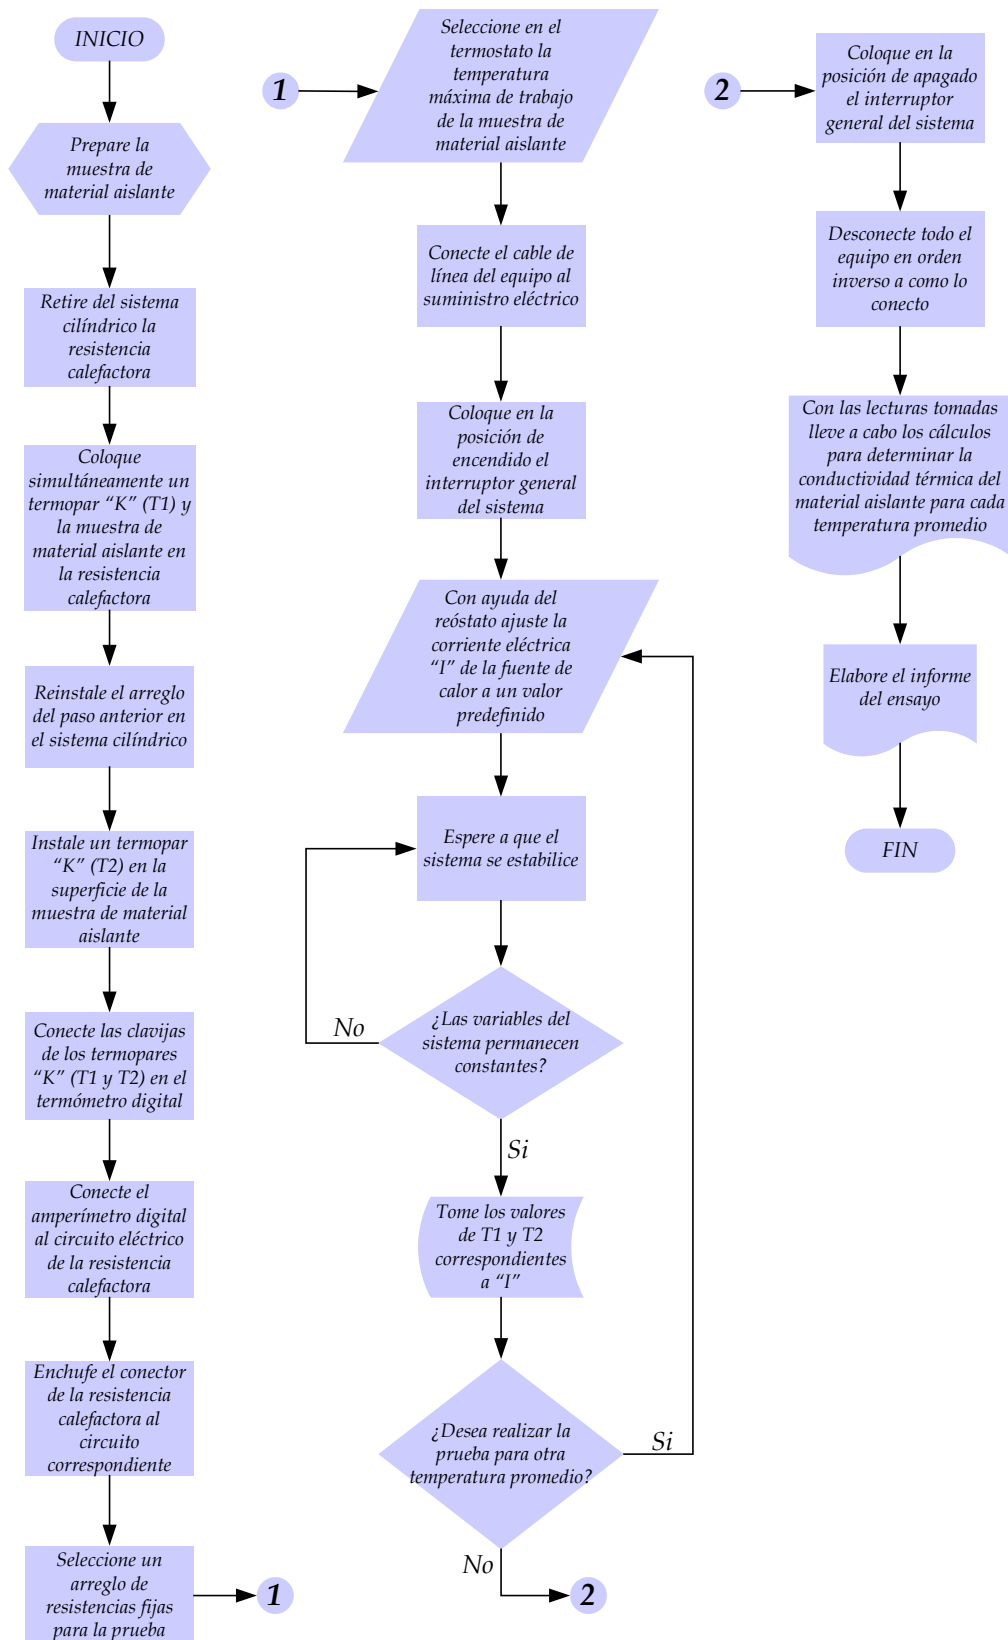 INICIO
Prepare la
muestra de
material aislante
Retire del sistema
cilíndrico la
resistencia
calefactora
Coloque
simultáneamente un
termopar “K” (T1) y
la muestra de
material aislante en
la resistencia
calefactora
Reinstale el arreglo
del paso anterior en
el sistema cilíndrico
Instale un termopar
“K” (T2) en la
superficie de la
muestra de material
aislante
Conecte las clavijas
de los termopares
“K” (T1 y T2) en el
termómetro digital
Conecte el
amperímetro digital
al circuito eléctrico
de la resistencia
calefactora
Enchufe el conector
de la resistencia
calefactora al
circuito
correspondiente
Seleccione un
arreglo de
resistencias fijas
para la prueba
1
1
Seleccione en el
termostato la
temperatura
máxima de trabajo
de la muestra de
material aislante
Conecte el cable de
línea del equipo al
suministro eléctrico
Coloque en la
posición de
encendido el
interruptor general
del sistema
Con ayuda del
reóstato ajuste la
corriente eléctrica
“I” de la fuente de
calor a un valor
predefinido
Espere a que el
sistema se estabilice
¿Las variables del
sistema permanecen
constantes?
No
Si
Tome los valores
de T1 y T2
correspondientes
a “I”
¿Desea realizar la
prueba para otra
temperatura promedio?
Si
No
2
2
Coloque en la
posición de apagado
el interruptor
general del sistema
Desconecte todo el
equipo en orden
inverso a como lo
conecto
Con las lecturas tomadas
lleve a cabo los cálculos
para determinar la
conductividad térmica del
material aislante para cada
temperatura promedio
Elabore el informe
del ensayo
FIN